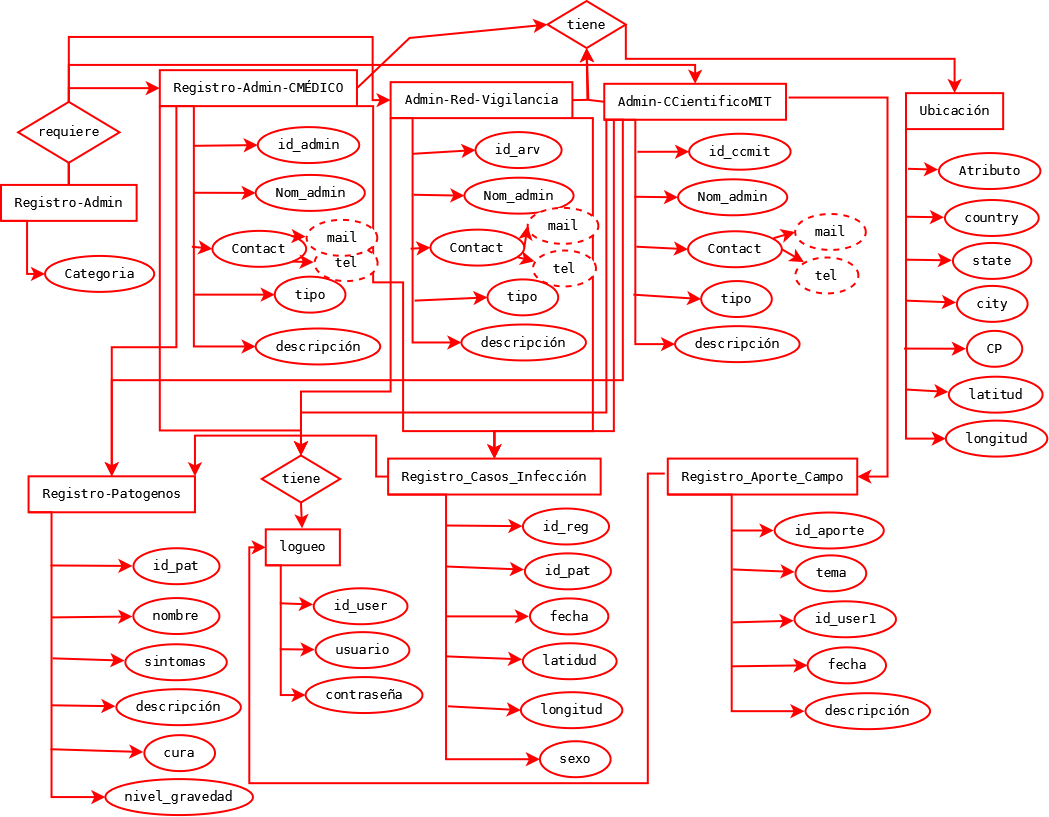 tiene
Registro-Admin-CMÉDICO
Admin-Red-Vigilancia
Admin-CCientificoMIT
Ubicación
requiere
Registro-Admin
Categoria
id_admin
Nom_admin
Contact
mail
tel
tipo
descripción
id_arv
Nom_admin
Contact
mail
tel
tipo
descripción
id_ccmit
Nom_admin
Contact
mail
tel
tipo
descripción
Atributo
country
state
city
CP
latitud
longitud
Registro-Patogenos
id_pat
nombre
sintomas
descripción
cura
nivel_gravedad
tiene
logueo
id_user
usuario
contraseña
Registro_Casos_Infección
id_reg
id_pat
fecha
latidud
longitud
sexo
Registro_Aporte_Campo
id_aporte
tema
id_user1
fecha
descripción